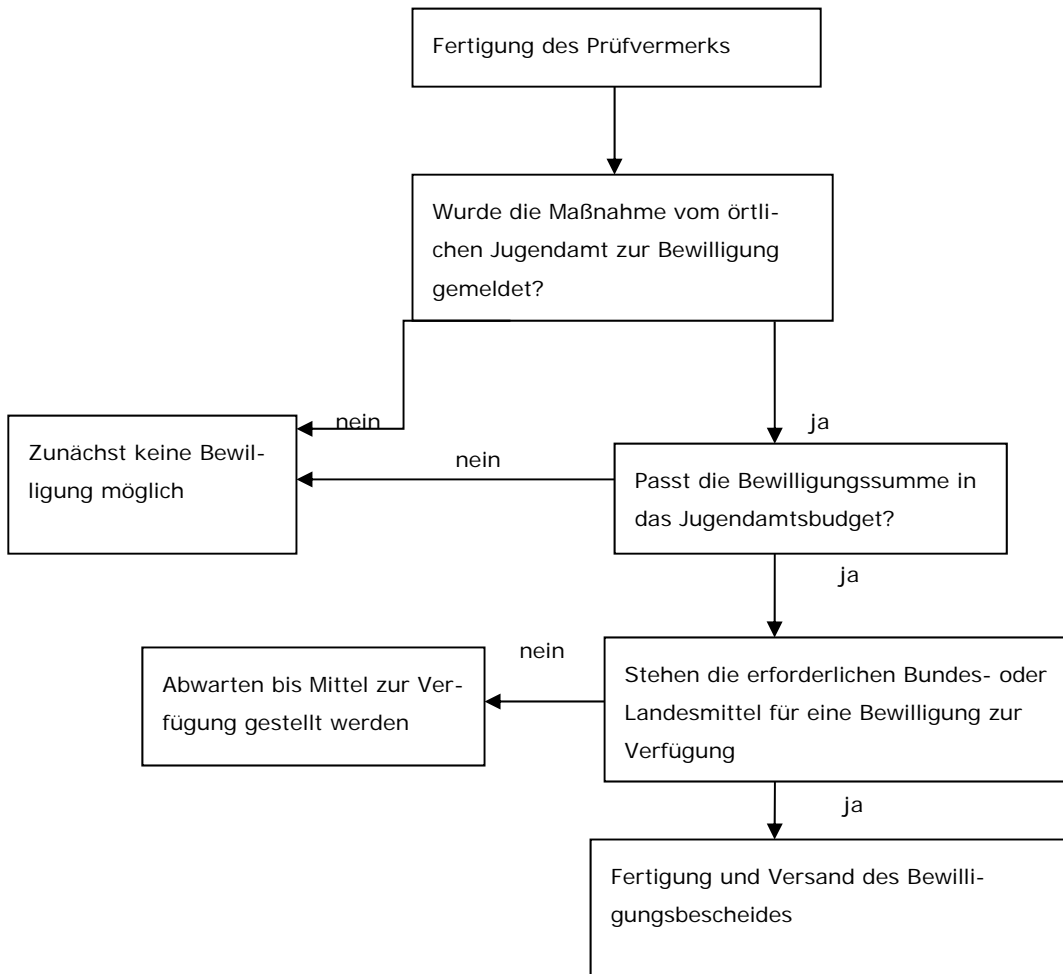 Fertigung des Prüfvermerks
Wurde die Maßnahme vom örtli-
chen Jugendamt zur Bewilligung
gemeldet?
nein
ja
Zunächst keine Bewil-
ligung möglich
nein
Passt die Bewilligungssumme in
das Jugendamtsbudget?
ja
nein
Abwarten bis Mittel zur Ver-
fügung gestellt werden
Stehen die erforderlichen Bundes- oder
Landesmittel für eine Bewilligung zur
Verfügung
ja
Fertigung und Versand des Bewilli-
gungsbescheides